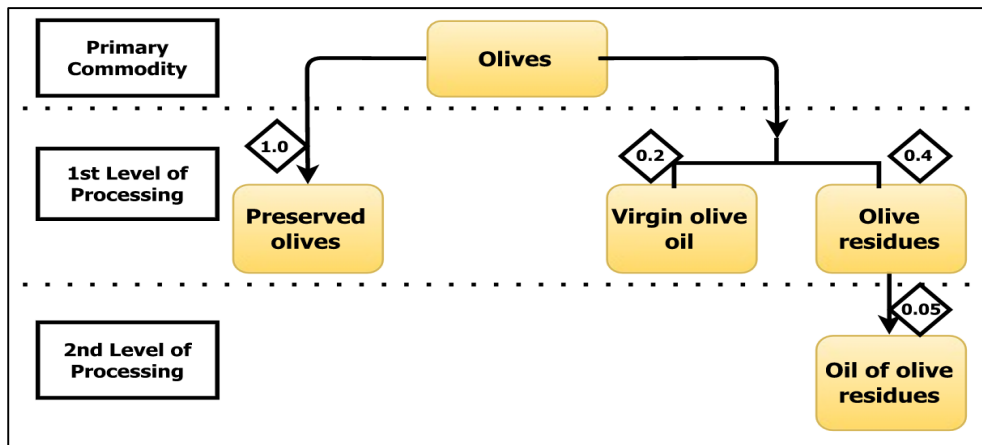 Primary
Commodity
Olives
1st Level of
Processing
1.0
0.2
0.4
Preserved
olives
Virgin olive
oil
Olive
residues
2nd Level of
Processing
0.05
Oil of olive
residues